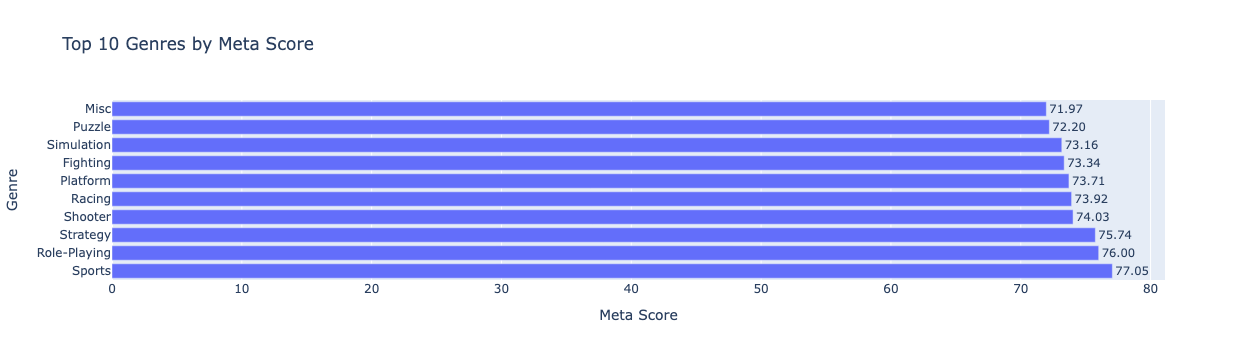 Top 10 Genres by Meta Score
Genre
Misc 71.97
Puzzle 72.20
Simulation 73.16
Fighting 73.34
Platform 73.71
Racing 73.92
Shooter 74.03
Strategy 75.74
Role-Playing 76.00
Sports 77.05
0 10 20 30 40 50 60 70 80
Meta Score